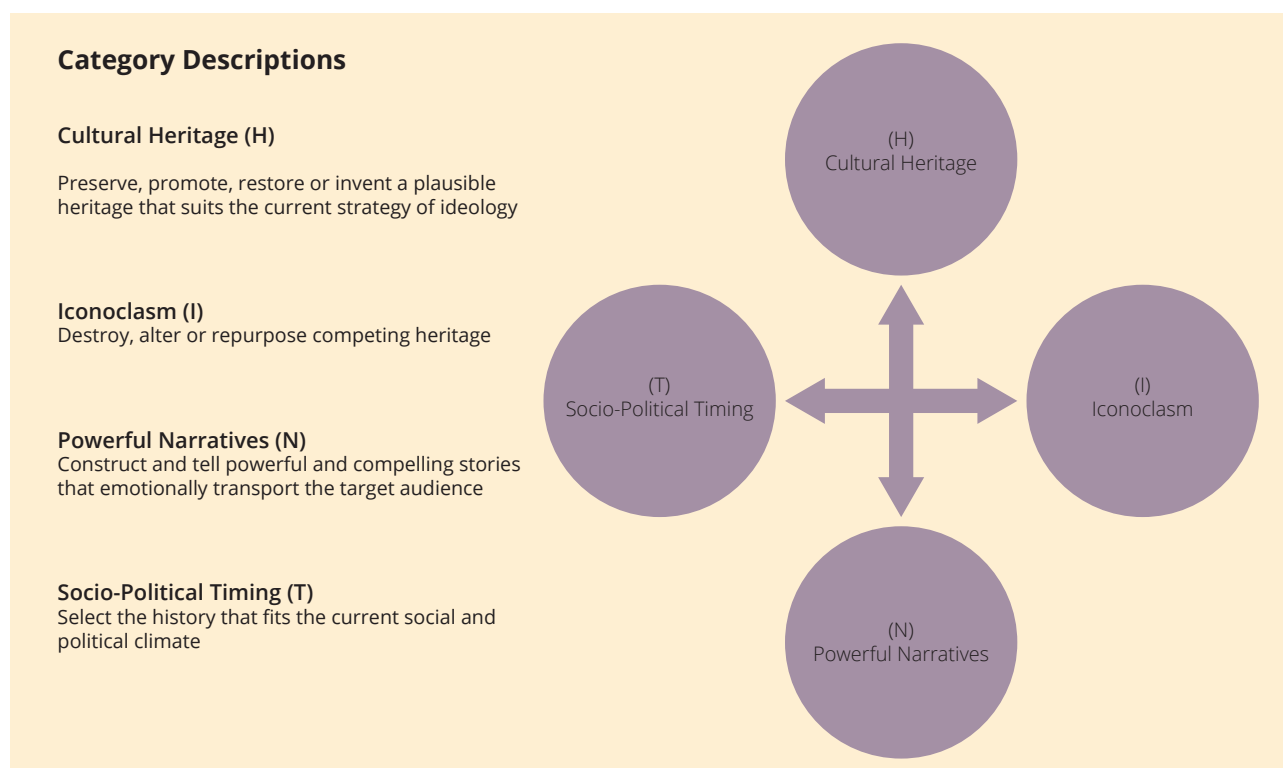 Category Descriptions
Cultural Heritage (H)
Preserve, promote, restore or invent a plausible
heritage that suits the current strategy of ideology
Iconoclasm (I)
Destroy, alter or repurpose competing heritage
Powerful Narratives (N)
Construct and tell powerful and compelling stories
that emotionally transport the target audience
Socio-Political Timing (T)
Select the history that fits the current social and
political climate
(H)
Cultural Heritage
(T)
Socio-Political Timing
(I)
Iconoclasm
(N)
Powerful Narratives